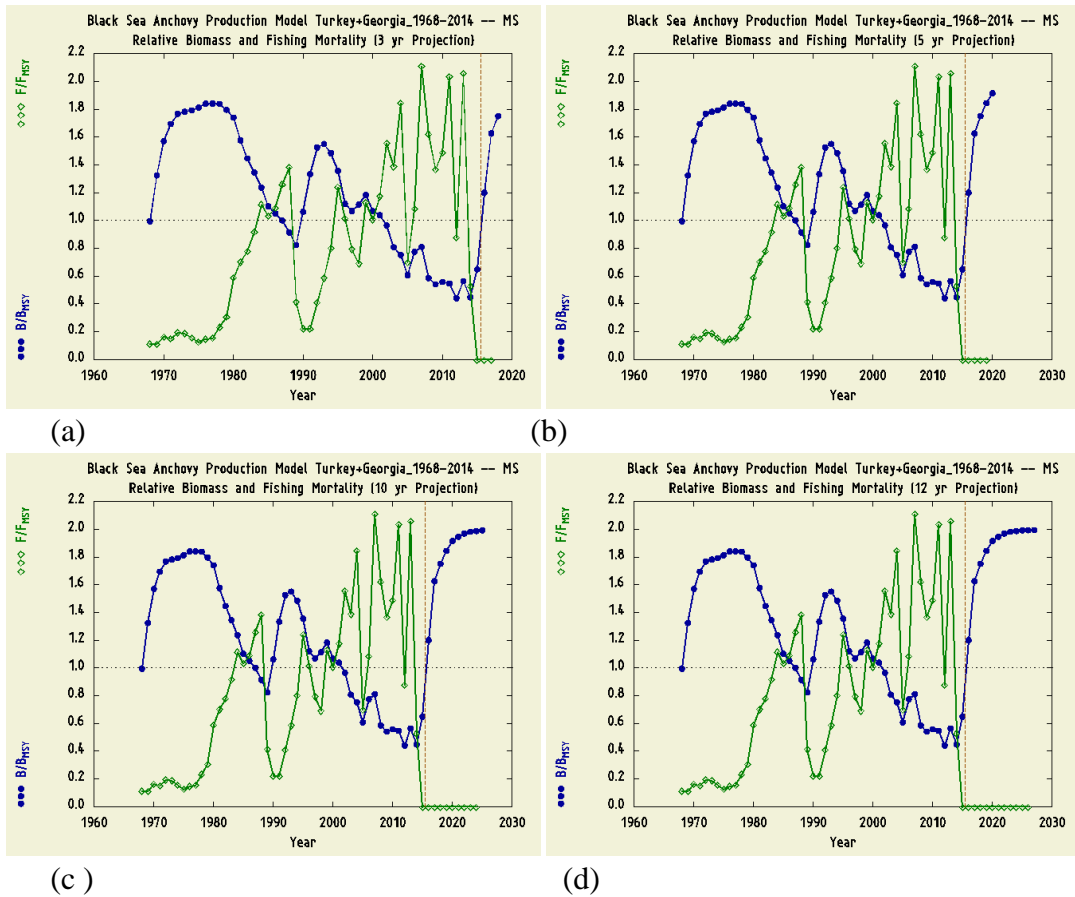 Black Sea Anchovy Production Model Turkey+Georgia_1968-2014 -- MS
Relative Biomass and Fishing Mortality (3 yr Projection)
F/FMSY
B/BMSY
2.2
2.0
1.8
1.6
1.4
1.2
1.0
0.8
0.6
0.4
0.2
0.0
1960 1970 1980 1990 2000 2010 2020
Year
(a)
Black Sea Anchovy Production Model Turkey+Georgia_1968-2014 -- MS
Relative Biomass and Fishing Mortality (5 yr Projection)
F/FMSY
B/BMSY
2.2
2.0
1.8
1.6
1.4
1.2
1.0
0.8
0.6
0.4
0.2
0.0
1960 1970 1980 1990 2000 2010 2020 2030
Year
(b)
Black Sea Anchovy Production Model Turkey+Georgia_1968-2014 -- MS
Relative Biomass and Fishing Mortality (10 yr Projection)
F/FMSY
B/BMSY
2.2
2.0
1.8
1.6
1.4
1.2
1.0
0.8
0.6
0.4
0.2
0.0
1960 1970 1980 1990 2000 2010 2020 2030
Year
(c )
Black Sea Anchovy Production Model Turkey+Georgia_1968-2014 -- MS
Relative Biomass and Fishing Mortality (12 yr Projection)
F/FMSY
B/BMSY
2.2
2.0
1.8
1.6
1.4
1.2
1.0
0.8
0.6
0.4
0.2
0.0
1960 1970 1980 1990 2000 2010 2020 2030
Year
(d)